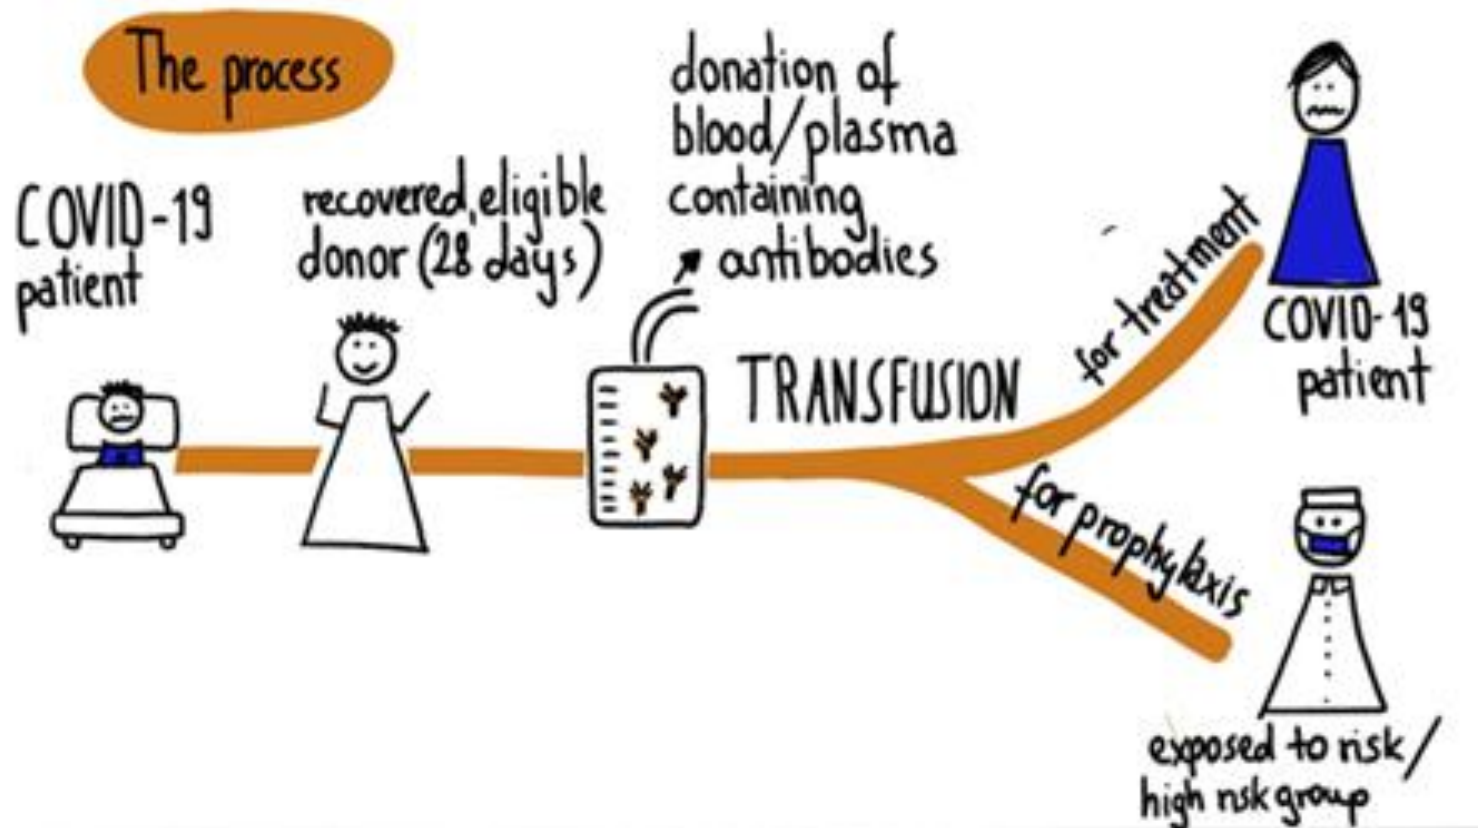 The process
COVID-19
patient
recovered, eligible
donor (28 days)
donation of
blood/plasma
containing
antibodies
TRANSFUSION
for treatment
COVID-19
patient
for prophylaxis
exposed to risk/
high risk group